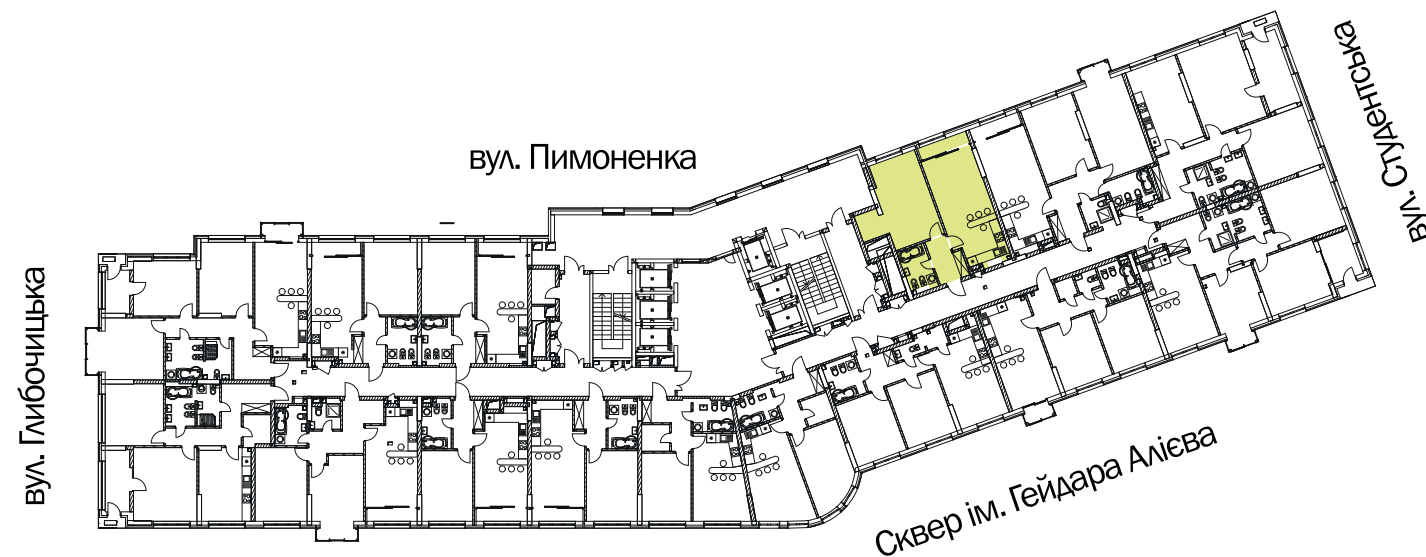 вул. Пимоненка
вул. Студентська
вул. Глибочицька
Сквер ім. Гейдара Алієва